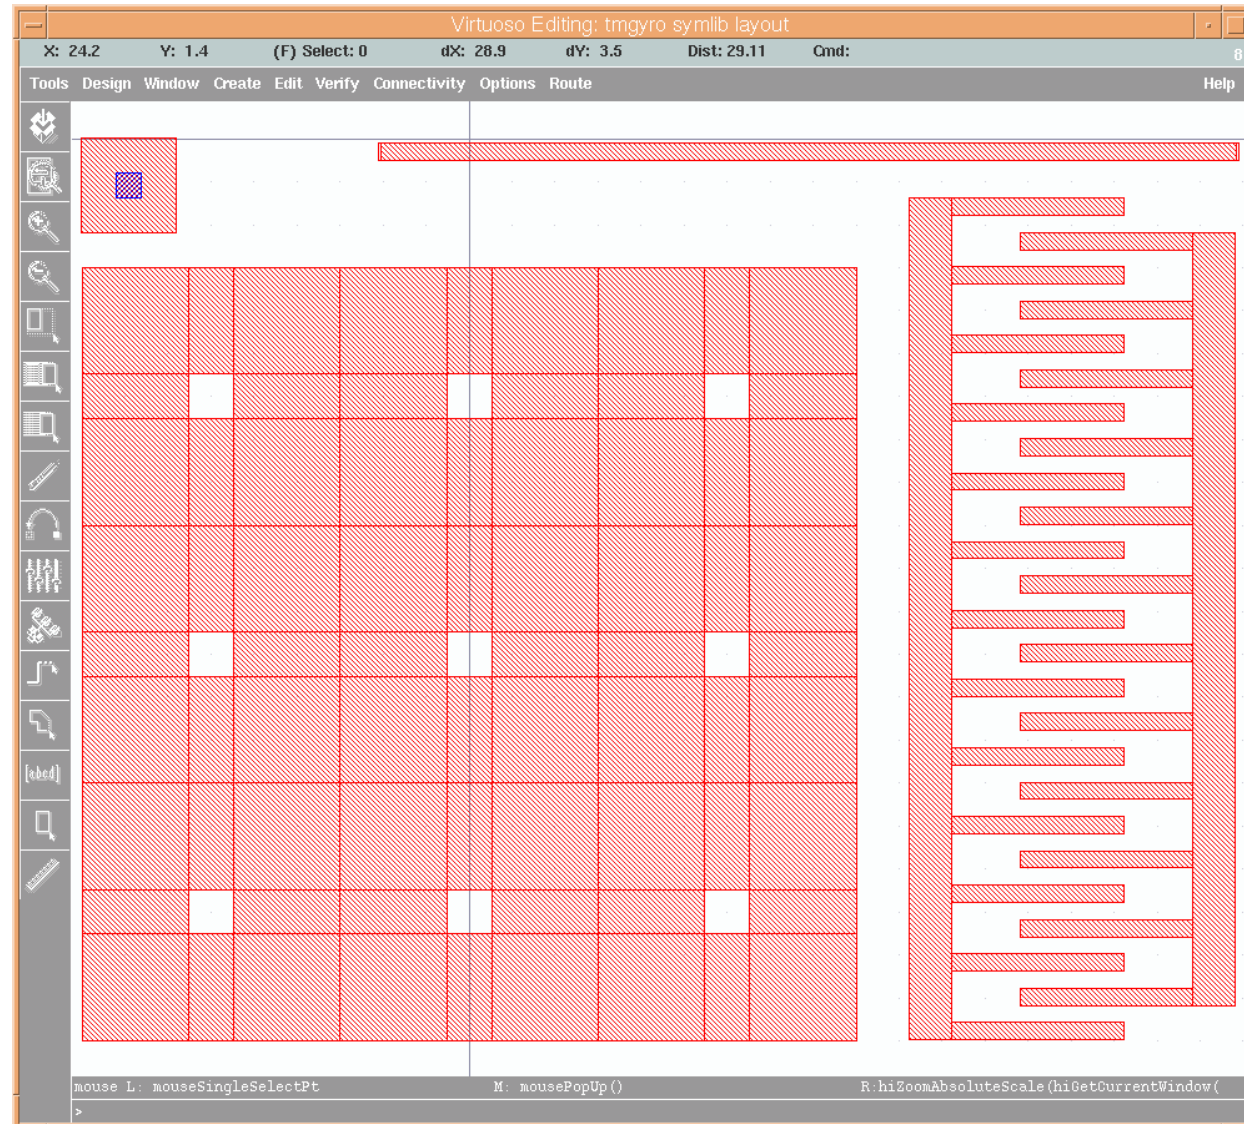 Virtuoso Editing: tmgyro symlib layout
X: 24.2 Y: 1.4 (F) Select: 0 dX: 28.9 dY: 3.5 Dist: 29.11 Cmd: 8
Tools Design Window Create Edit Verify Connectivity Options Route Help
[abcd]
mouse L: mouseSingleSelectPt M: mousePopUp() R:hiZoomAbsoluteScale(hiGetCurrentWindow(
>